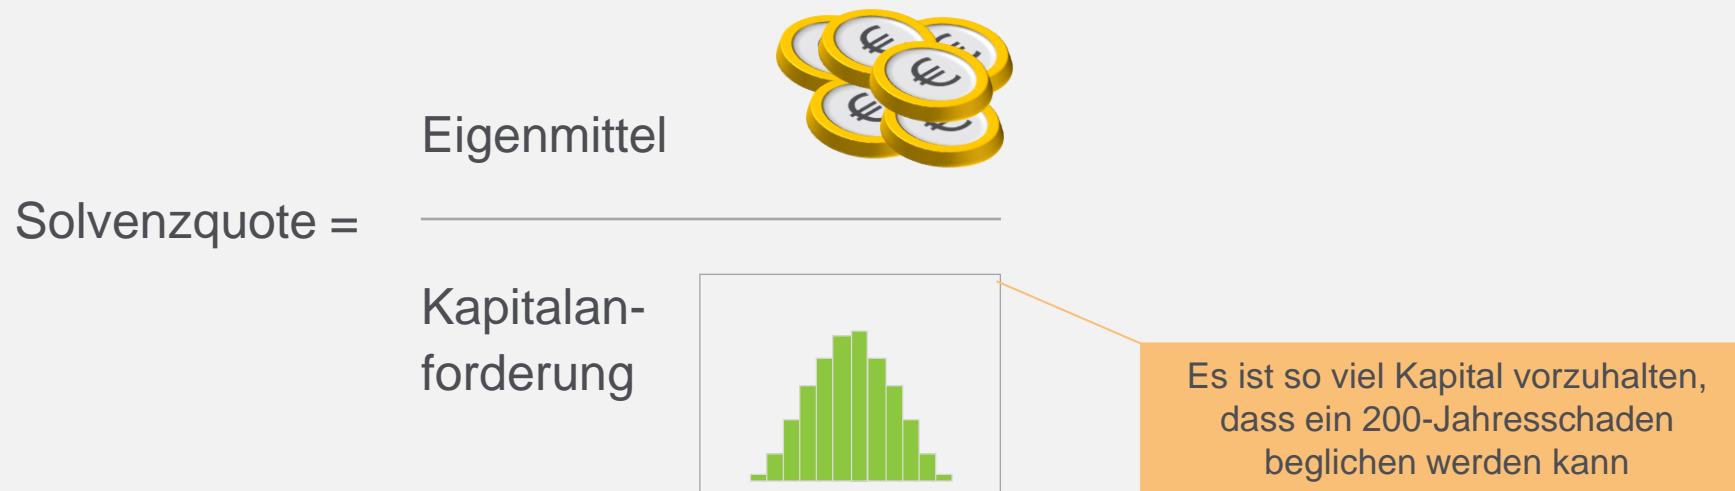 Eigenmittel
Solvenzquote =
Kapitalan-
forderung
Es ist so viel Kapital vorzuhalten,
dass ein 200-Jahresschaden
beglichen werden kann